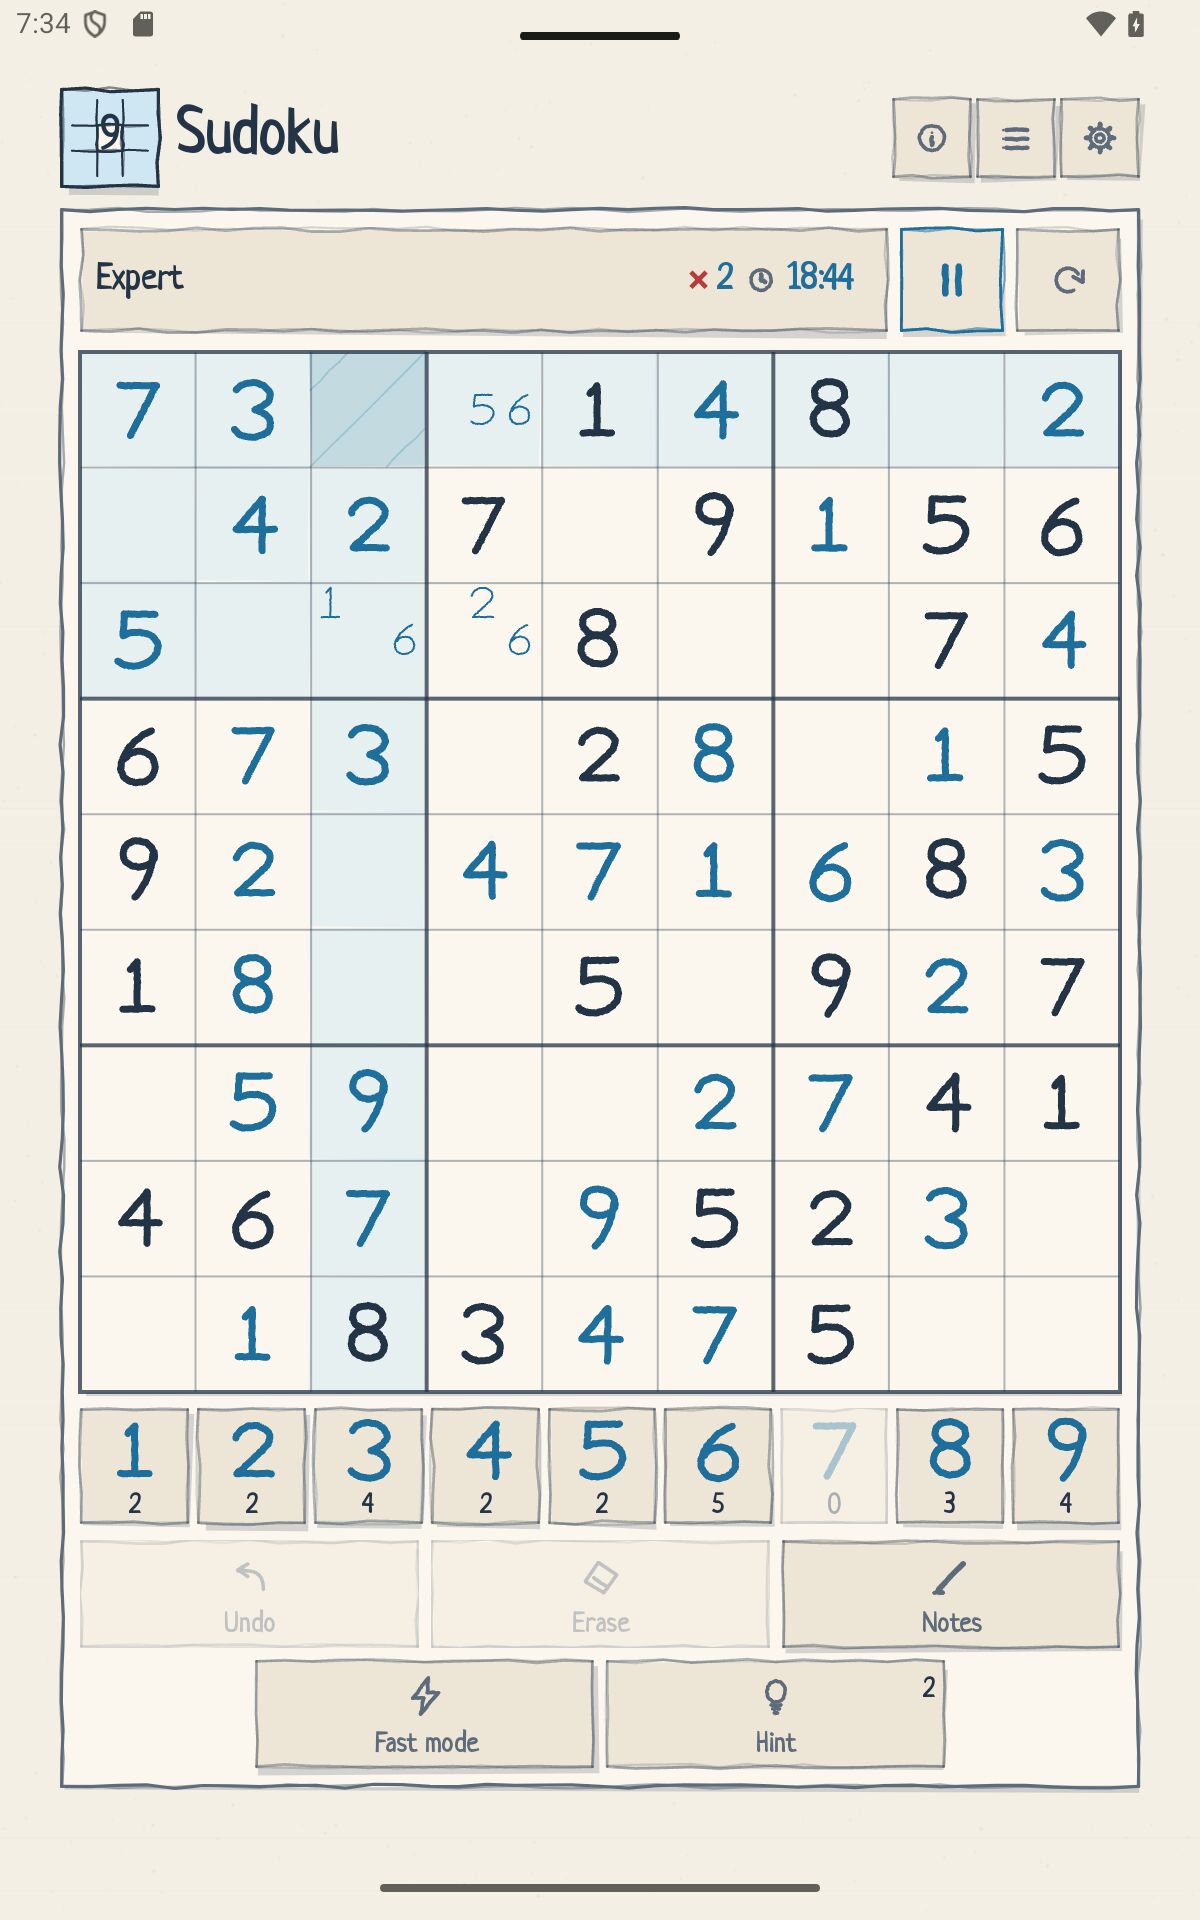 7:34
9 Sudoku
Expert 2 18:44
7 3 5 6 1 4 8 2
4 2 7 9 1 5 6
5 1 6 2 6 8 7 4
6 7 3 2 8 1 5
9 2 4 7 1 6 8 3
1 8 5 9 2 7
5 9 2 7 4 1
4 6 7 9 5 2 3
1 8 3 4 7 5
1 2 3 4 5 6 7 8 9
2 2 4 2 2 5 0 3 4
Undo Erase Notes
2
Fast mode Hint